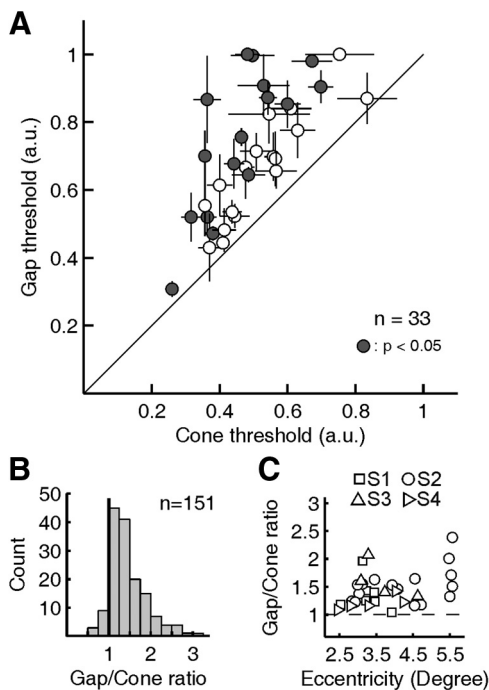 A
1
0.8
0.6
0.4
0.2
Gap threshold (a.u.)
n = 33
: p < 0.05
0.2 0.4 0.6 0.8 1
Cone threshold (a.u.)
B
50
40
30
20
10
Count
n=151
1 2 3
Gap/Cone ratio
C
S1 S2
S3 S4
3
2.5
2
1.5
1
Gap/Cone ratio
2.5 3.5 4.5 5.5
Eccentricity (Degree)